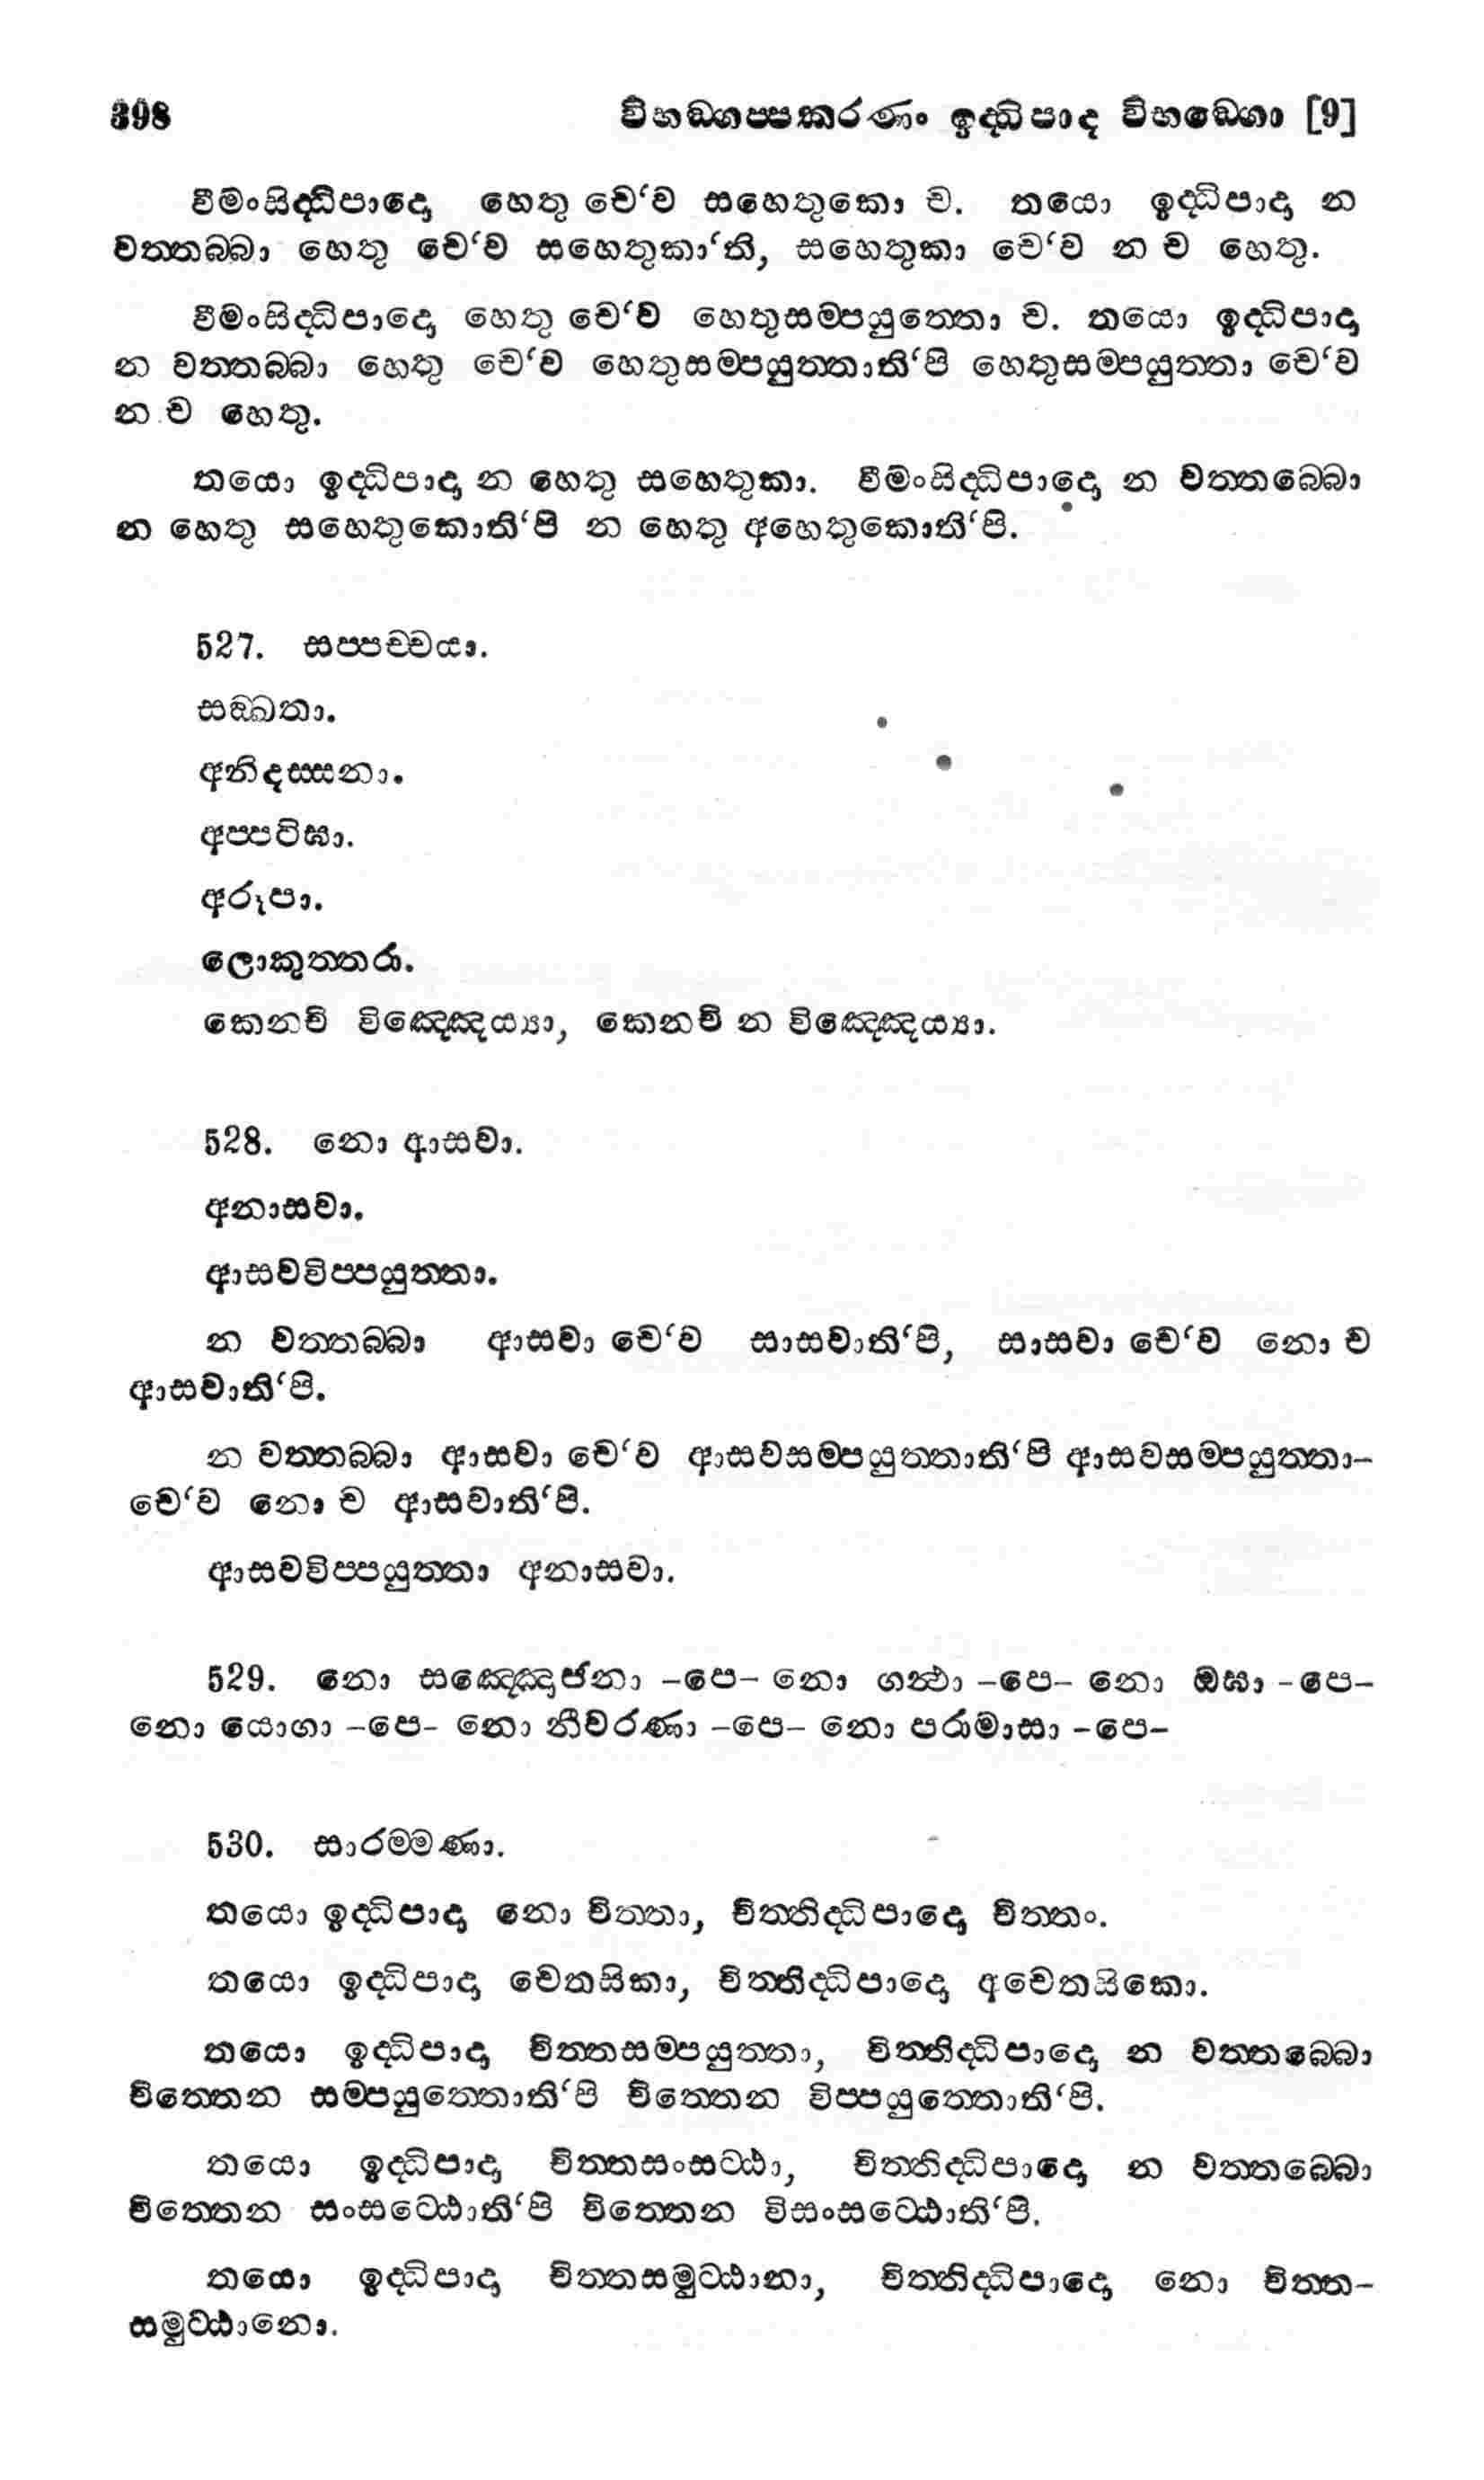 398 විභඞ්ගප්පකරණං ඉද්ධිපාද විභඞ්ගො [9]
වීමංසිද්ධිපාදො හෙතු චෙ‘ව සහෙතුකො ච. තයො ඉද්ධිපාදා න
වත්තබ්බා හෙතු චෙ‘ව සහෙතුකා‘ති, සහෙතුකා චෙ‘ව න ච හෙතු.
වීමංසිද්ධිපාදො හෙතු චෙ‘ව හෙතුසම්පයුත්තො ච. තයො ඉද්ධිපාදා
න වත්තබ්බා හෙතු චෙ‘ව හෙතුසම්පයුත්තාති‘පි හෙතුසම්පයුත්තා චෙ‘ව
න ච හෙතු.
තයො ඉද්ධිපාදා න හෙතු සහෙතුකා. වීමංසිද්ධිපාදො න වත්තබ්බො
න හෙතු සහෙතුකොති‘පි න හෙතු අහෙතුකොති‘පි.
527. සප්පච්චයා.
සඞ්ඛතා.
අනිදස්සනා.
අප්පටිඝා.
අරූපා.
ලොකුත්තරා.
කෙනචි විඤ්ඤෙය්‍යා, කෙනචි න විඤ්ඤෙය්‍යා.
528. නො ආසවා.
අනාසවා.
ආසවවිප්පයුත්තා.
න වත්තබ්බා ආසවා චෙ‘ව සාසවාති‘පි, සාසවා චෙ‘ව නො ච
ආසවාති‘පි.
න වත්තබ්බා ආසවා චෙ‘ව ආසවසම්පයුත්තාති‘පි ආසවසම්පයුත්තා–
චෙ‘ව නො ච ආසවාති‘පි.
ආසවවිප්පයුත්තා අනාසවා.
529. නො සඤ්ඤොජනා –පෙ– නො ගන්ථා –පෙ– නො ඔඝා –පෙ–
නො යොගා –පෙ– නො නීවරණා –පෙ– නො පරාමාසා –පෙ–
530. සාරම්මණා.
තයො ඉද්ධිපාදා නො චිත්තා, චිත්තිද්ධිපාදො චිත්තං.
තයො ඉද්ධිපාදා චෙතසිකා, චිත්තිද්ධිපාදො අචෙතසිකො.
තයො ඉද්ධිපාදා චිත්තසම්පයුත්තා, චිත්තිද්ධිපාදො න වත්තබ්බො
චිත්තෙන සම්පයුත්තොති‘පි චිත්තෙන විප්පයුත්තොති‘පි.
තයො ඉද්ධිපාදා චිත්තසංසට්ඨා, චිත්තිද්ධිපාදො න වත්තබ්බො
චිත්තෙන සංසට්ඨොති‘පි චිත්තෙන විසංසට්ඨොති‘පි.
තයො ඉද්ධිපාදා චිත්තසමුට්ඨානා, චිත්තිද්ධිපාදො නො චිත්ත–
සමුට්ඨානො.